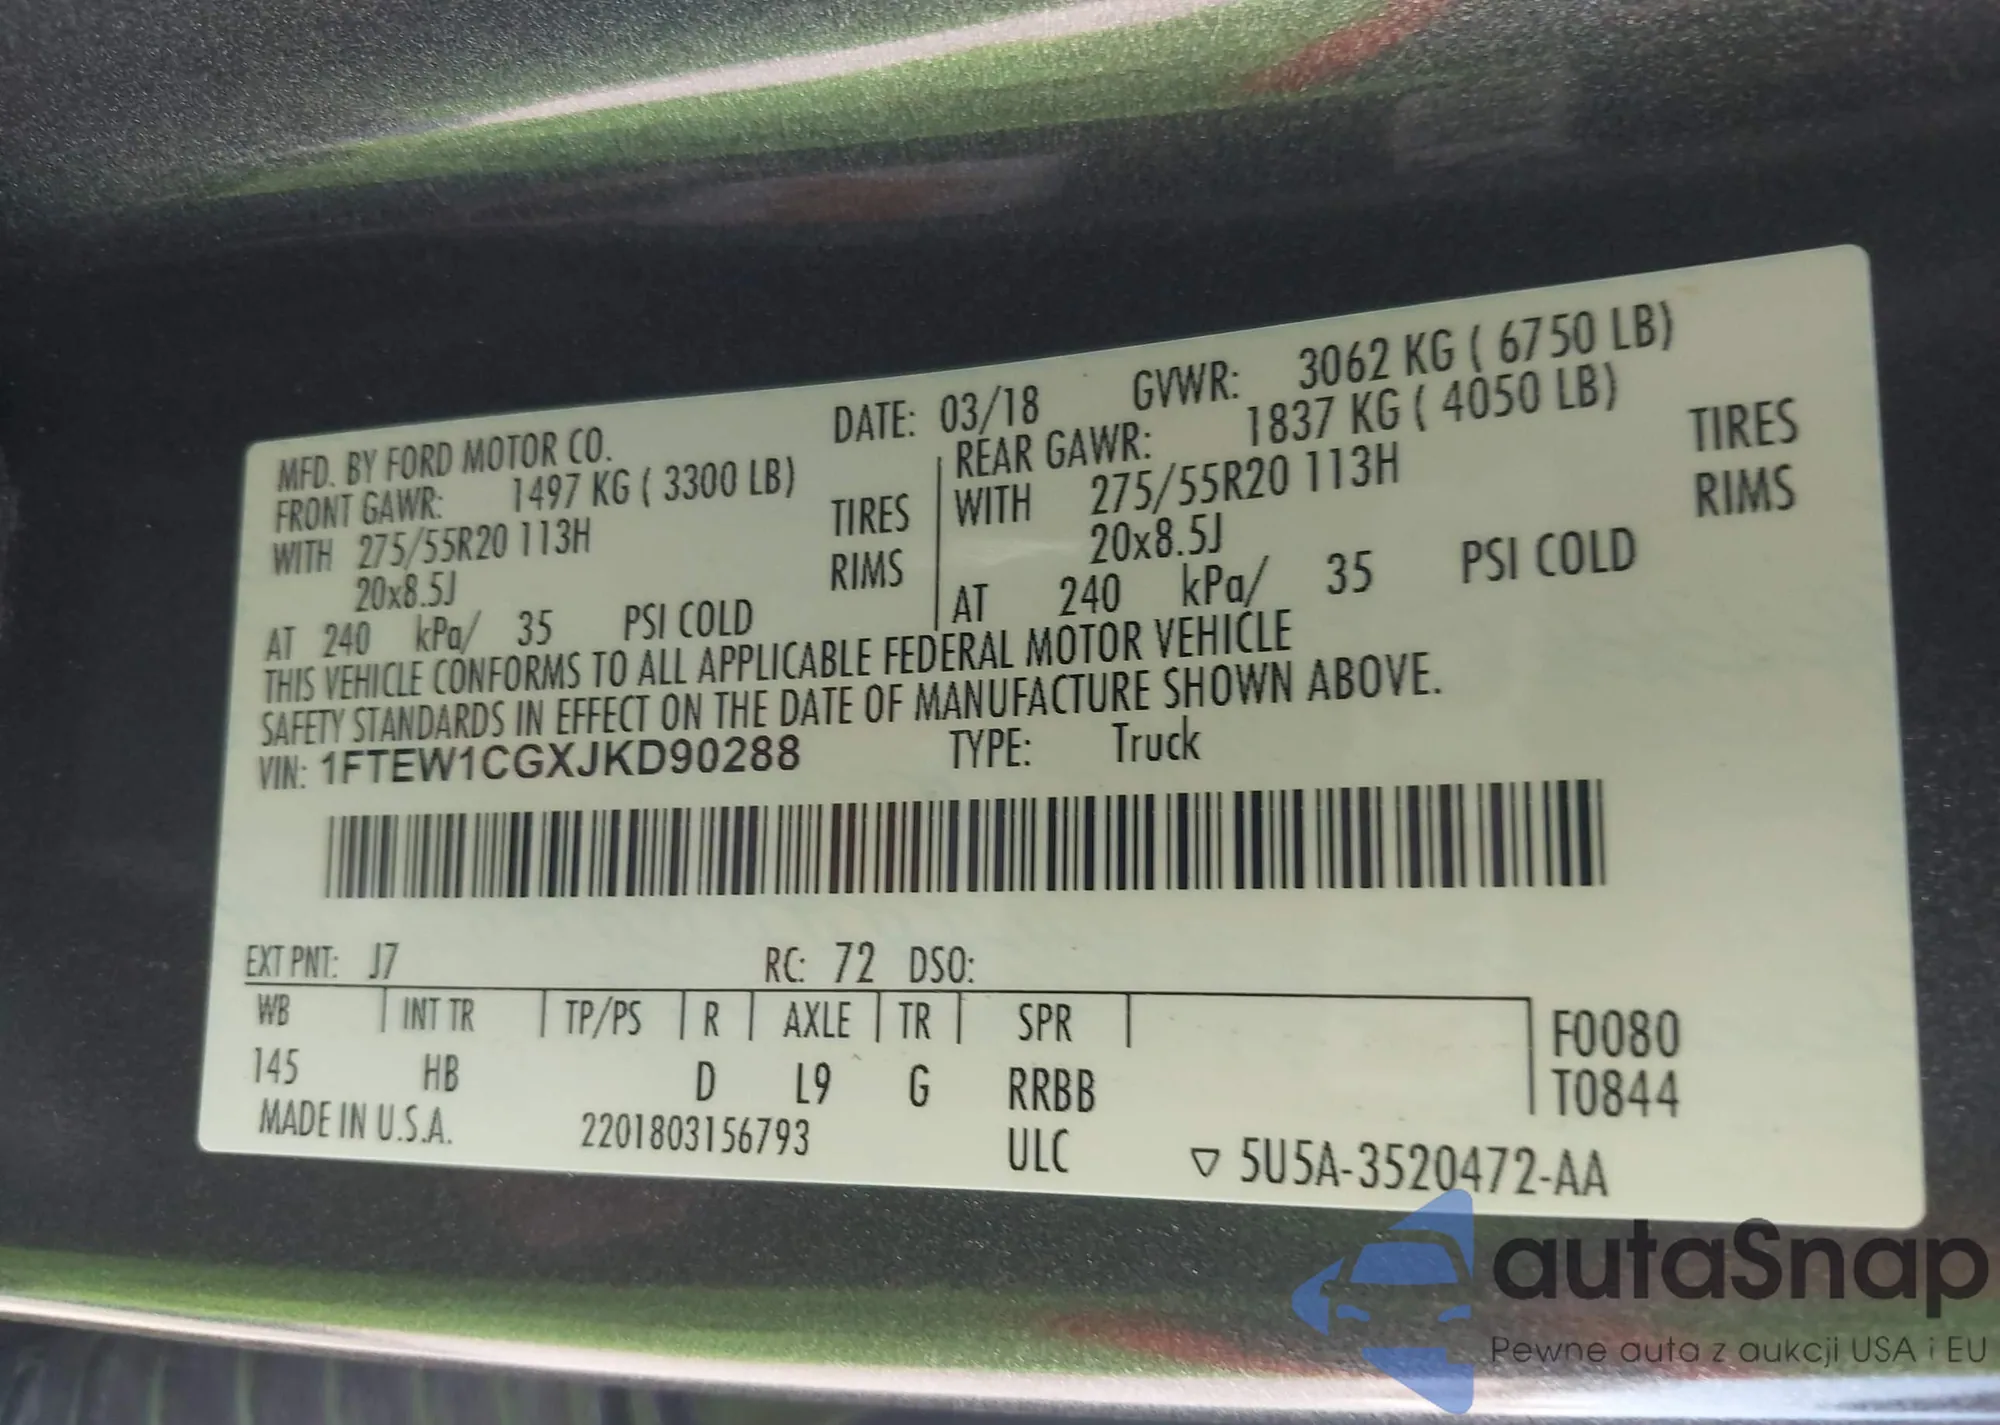 MFD. BY FORD MOTOR CO. DATE: 03/18 GVWR: 3062 KG ( 6750 LB)
FRONT GAWR: 1497 KG ( 3300 LB) REAR GAWR: 1837 KG ( 4050 LB)
WITH 275/55R20 113H TIRES WITH 275/55R20 113H TIRES
20x8.5J RIMS 20x8.5J RIMS
AT 240 kPa/ 35 PSI COLD AT 240 kPa/ 35 PSI COLD
THIS VEHICLE CONFORMS TO ALL APPLICABLE FEDERAL MOTOR VEHICLE
SAFETY STANDARDS IN EFFECT ON THE DATE OF MANUFACTURE SHOWN ABOVE.
VIN: 1FTEW1CGXJKD90288 TYPE: Truck
EXT PNT: J7 RC: 72 DSO:
WB INT TR TP/PS R AXLE TR SPR F0080
145 HB D L9 G RRBB T0844
MADE IN U.S.A. 2201803156793 ULC ▽ 5U5A-3520472-AA
autaSnap
Pewne auta z aukcji USA i EU